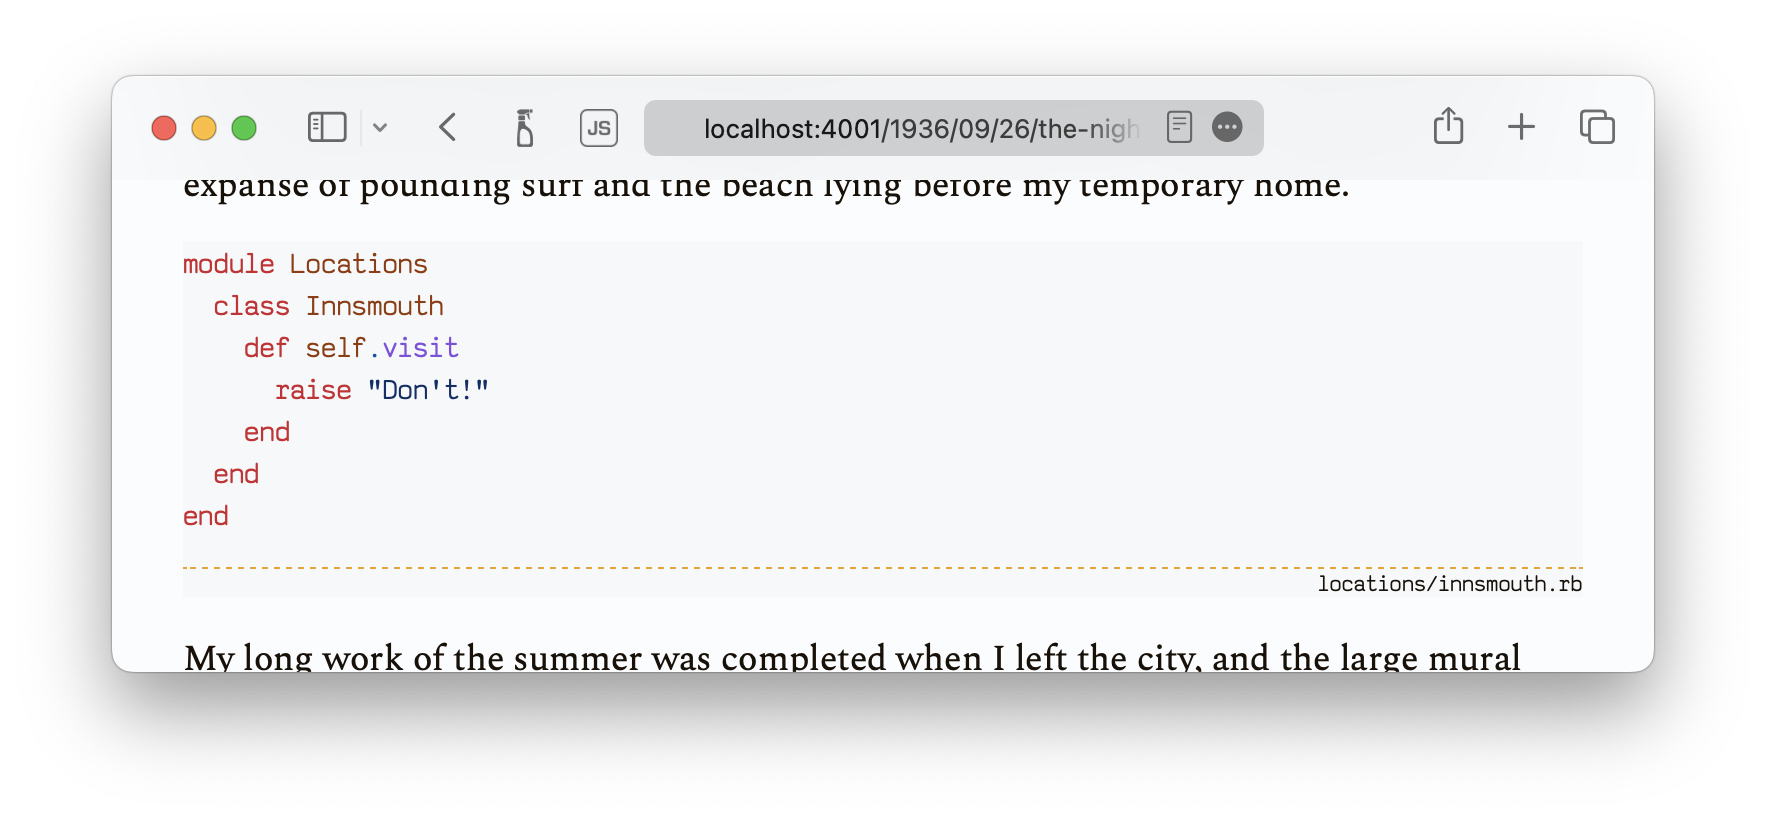 JS
localhost:4001/1936/09/26/the-nigh
expanse of pounding surf and the beach lying before my temporary home.
module Locations
  class Innsmouth
    def self.visit
      raise "Don't!"
    end
  end
end
locations/innsmouth.rb
My long work of the summer was completed when I left the city, and the large mural